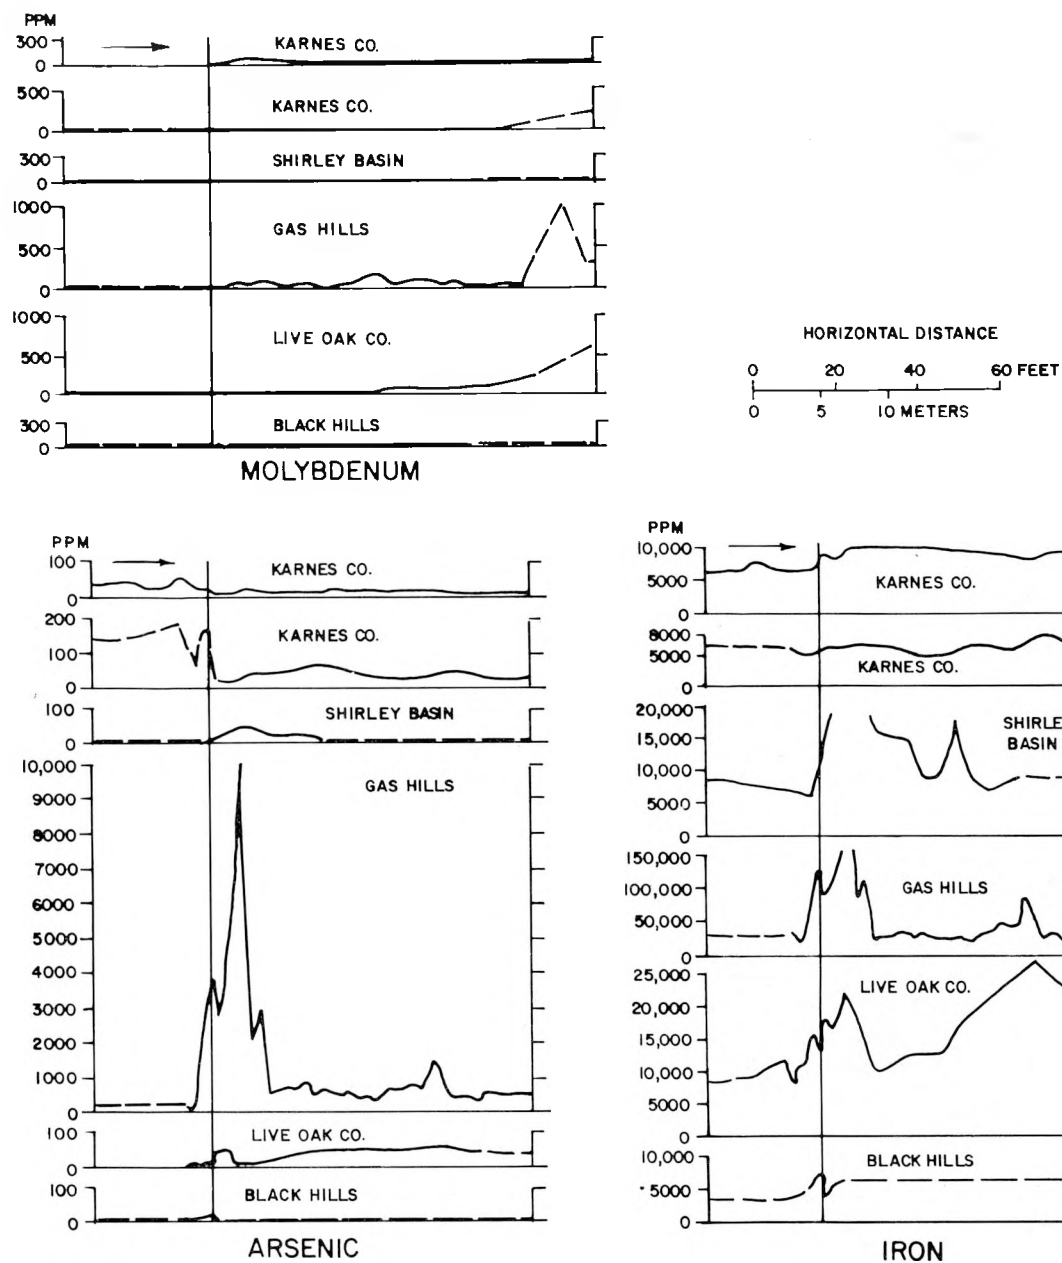 PPM
300
0
KARNES CO.
500
0
KARNES CO.
300
0
SHIRLEY BASIN
1000
500
0
GAS HILLS
1000
500
0
LIVE OAK CO.
300
0
BLACK HILLS
MOLYBDENUM
HORIZONTAL DISTANCE
0 20 40 60 FEET
0 5 10 METERS
PPM
100
0
KARNES CO.
200
100
0
KARNES CO.
100
0
SHIRLEY BASIN
10,000
9000
8000
7000
6000
5000
4000
3000
2000
1000
0
GAS HILLS
100
0
LIVE OAK CO.
100
0
BLACK HILLS
ARSENIC
PPM
10,000
5000
0
KARNES CO.
8000
5000
0
KARNES CO.
20,000
15,000
10,000
5000
0
SHIRLE
BASIN
150,000
100,000
50,000
0
GAS HILLS
25,000
20,000
15,000
10,000
5000
0
LIVE OAK CO.
10,000
5000
0
BLACK HILLS
IRON